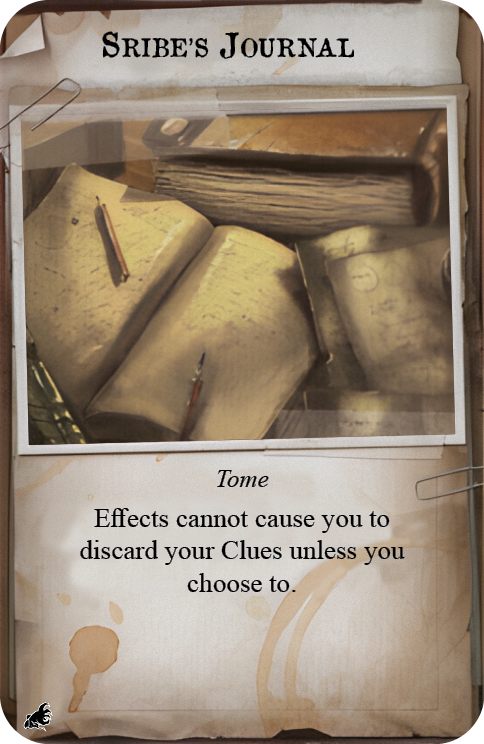 Sribe's Journal
Tome
Effects cannot cause you to
discard your Clues unless you
choose to.